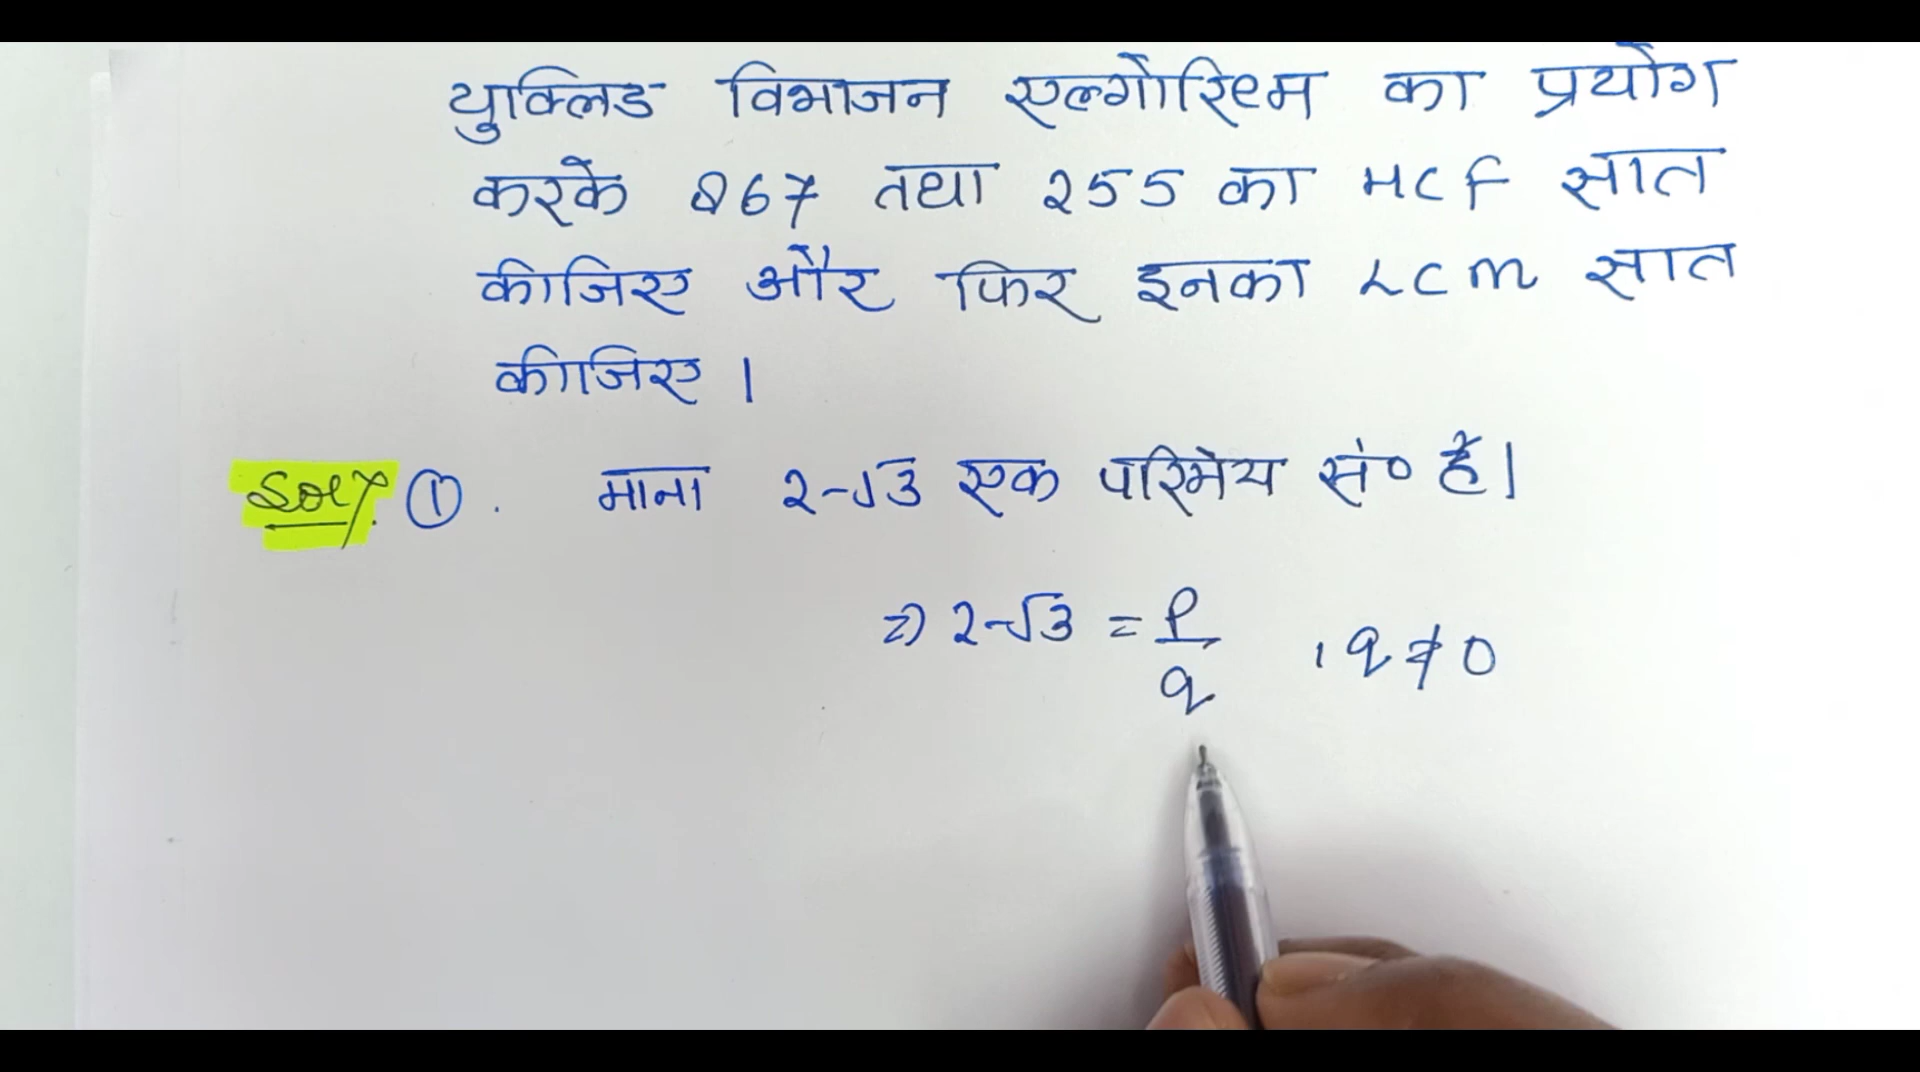 युक्लिड विभाजन एल्गोरिथ्म का प्रयोग
करके 867 तथा 255 का HCF ज्ञात
कीजिए और फिर इनका LCM ज्ञात
कीजिए।
Sol^n. ① . माना 2-√3 एक परिमेय सं० है।
⇒ 2-√3 = p/q , q ≠ 0